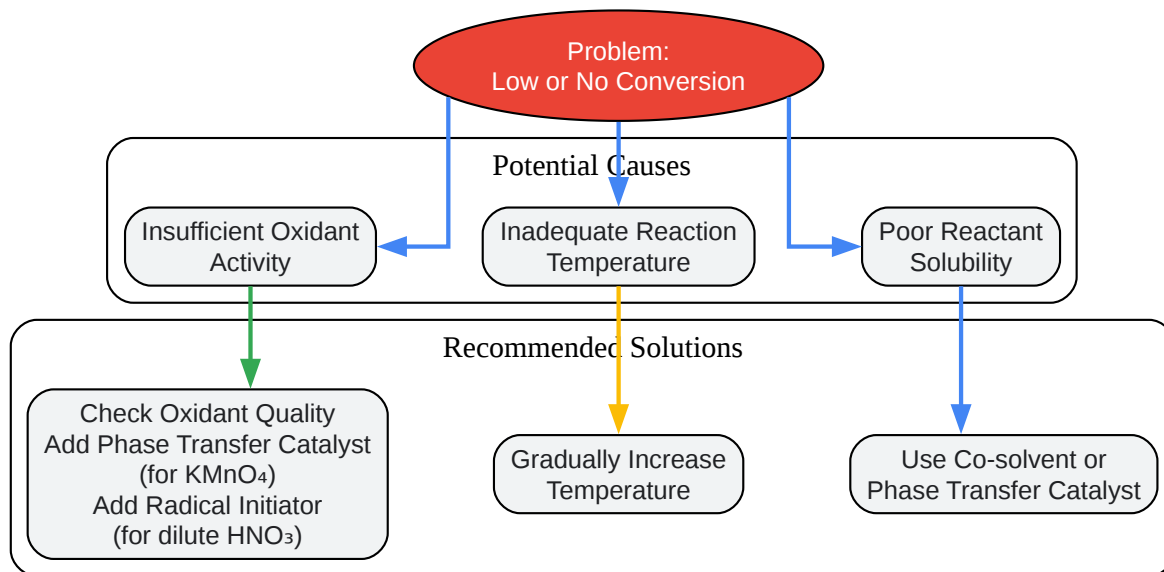 Problem:
Low or No Conversion
Potential Causes
Insufficient Oxidant
Activity
Inadequate Reaction
Temperature
Poor Reactant
Solubility
Recommended Solutions
Check Oxidant Quality
Add Phase Transfer Catalyst
(for KMnO₄)
Add Radical Initiator
(for dilute HNO₃)
Gradually Increase
Temperature
Use Co-solvent or
Phase Transfer Catalyst